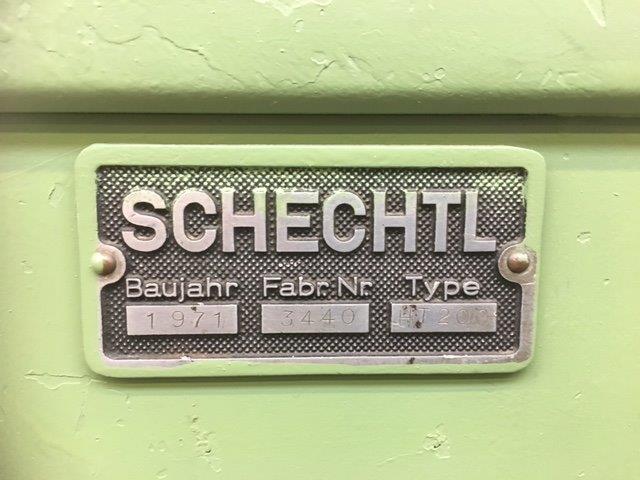 SCHECHTL
Baujahr Fabr Nr Type
1971 3440 HT 200